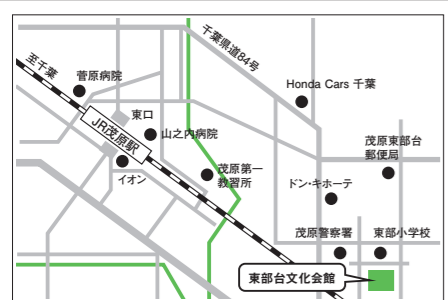 千葉県道84号
至千葉
菅原病院
Honda Cars 千葉
東口
JR茂原駅
山之内病院
茂原東部台
郵便局
イオン
茂原第一
教習所
ドン・キホーテ
茂原警察署
東部小学校
東部台文化会館